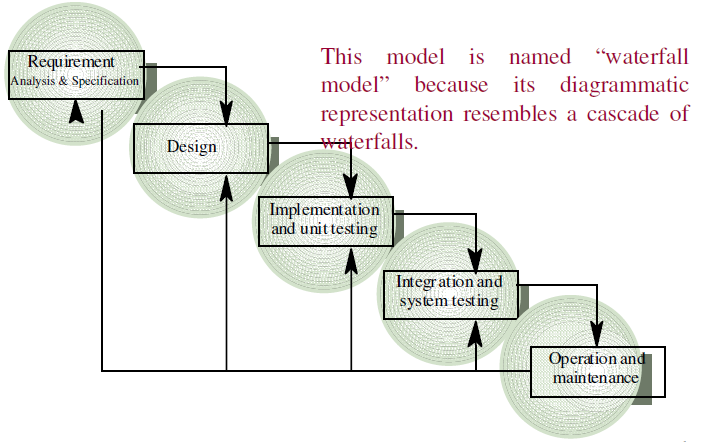 Requirement
Analysis & Specification
This model is named “waterfall
model” because its diagrammatic
representation resembles a cascade of
waterfalls.
Design
Implementation
and unit testing
Integration and
system testing
Operation and
maintenance